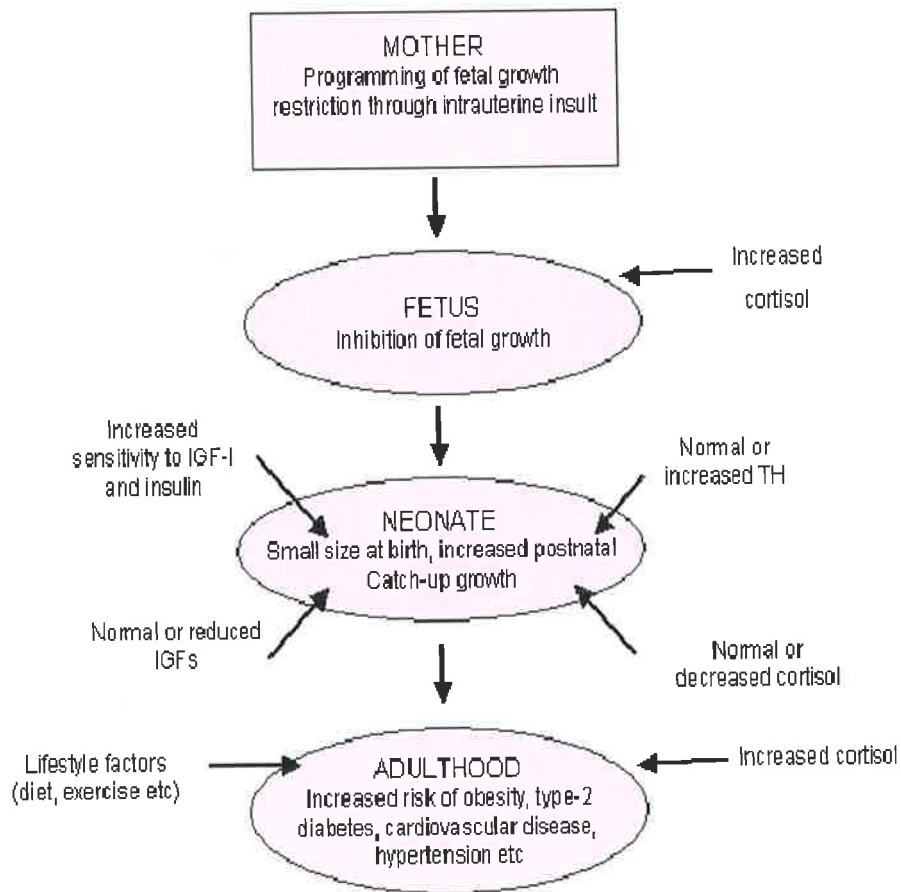 MOTHER
Programming of fetal growth
restriction through intrauterine insult
Increased
cortisol
FETUS
Inhibition of fetal growth
Increased
sensitivity to IGF-I
and insulin
Normal or
increased TH
NEONATE
Small size at birth, increased postnatal
Catch-up growth
Normal or reduced
IGFs
Normal or
decreased cortisol
Lifestyle factors
(diet, exercise etc)
Increased cortisol
ADULTHOOD
Increased risk of obesity, type-2
diabetes, cardiovascular disease,
hypertension etc